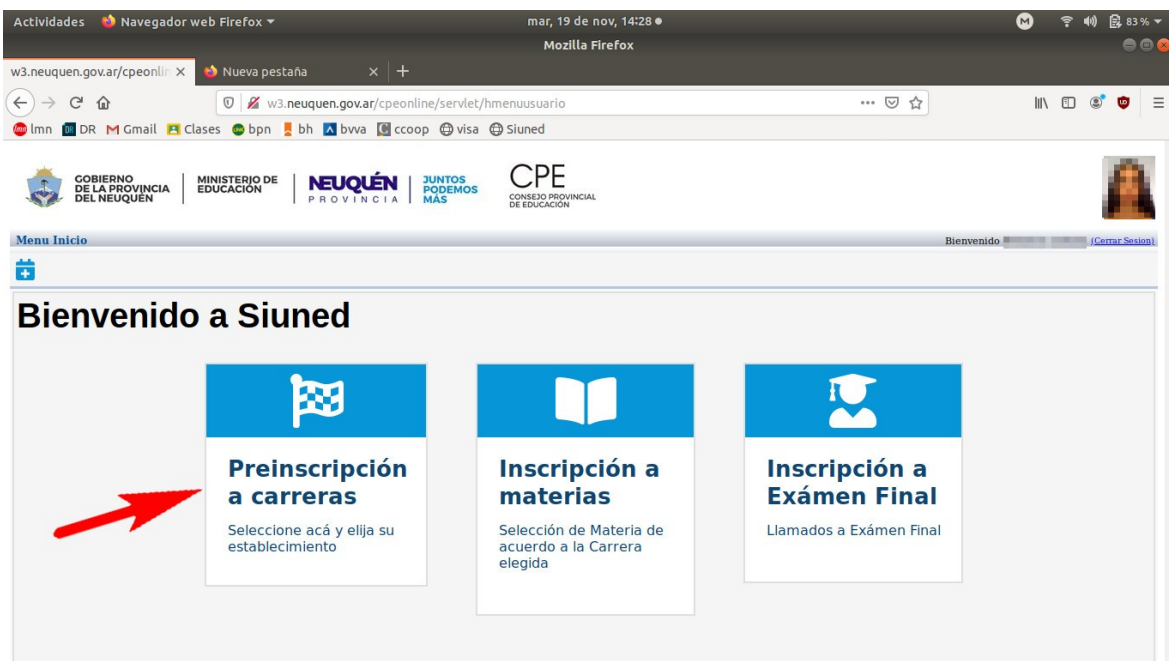 Actividades Navegador web Firefox mar, 19 de nov, 14:28 M 83 %
Mozilla Firefox
w3.neuquen.gov.ar/cpeonlin Nueva pestaña
w3.neuquen.gov.ar/cpeonline/servlet/hmenuusuario
lmn DR Gmail Clases bpn bh bvva ccoop visa Siuned
GOBIERNO
DE LA PROVINCIA
DEL NEUQUÉN
MINISTERIO DE
EDUCACIÓN
NEUQUÉN
PROVINCIA
JUNTOS
PODEMOS
MÁS
CPE
CONSEJO PROVINCIAL
DE EDUCACIÓN
Menu Inicio Bienvenido (Cerrar Sesion)
Bienvenido a Siuned
Preinscripción
a carreras
Seleccione acá y elija su
establecimiento
Inscripción a
materias
Selección de Materia de
acuerdo a la Carrera
elegida
Inscripción a
Exámen Final
Llamados a Exámen Final